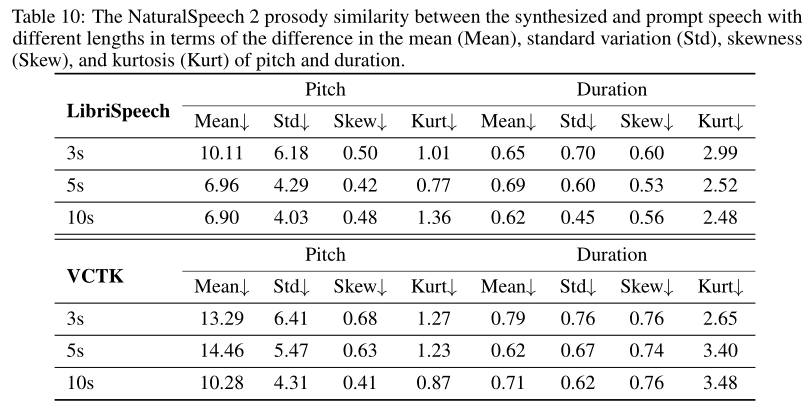 Table 10: The NaturalSpeech 2 prosody similarity between the synthesized and prompt speech with
different lengths in terms of the difference in the mean (Mean), standard variation (Std), skewness
(Skew), and kurtosis (Kurt) of pitch and duration.
LibriSpeech Pitch Duration
Mean↓ Std↓ Skew↓ Kurt↓ Mean↓ Std↓ Skew↓ Kurt↓
3s 10.11 6.18 0.50 1.01 0.65 0.70 0.60 2.99
5s 6.96 4.29 0.42 0.77 0.69 0.60 0.53 2.52
10s 6.90 4.03 0.48 1.36 0.62 0.45 0.56 2.48
VCTK Pitch Duration
Mean↓ Std↓ Skew↓ Kurt↓ Mean↓ Std↓ Skew↓ Kurt↓
3s 13.29 6.41 0.68 1.27 0.79 0.76 0.76 2.65
5s 14.46 5.47 0.63 1.23 0.62 0.67 0.74 3.40
10s 10.28 4.31 0.41 0.87 0.71 0.62 0.76 3.48